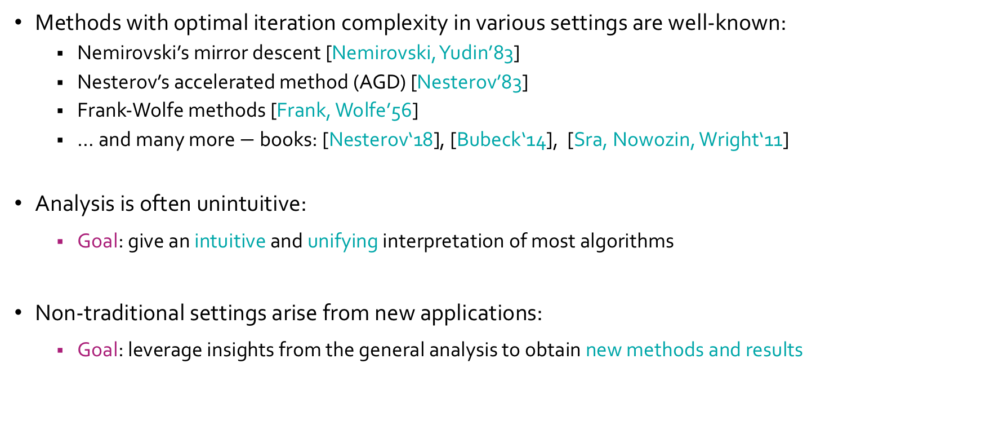 • Methods with optimal iteration complexity in various settings are well-known:
▪ Nemirovski’s mirror descent [Nemirovski, Yudin’83]
▪ Nesterov’s accelerated method (AGD) [Nesterov’83]
▪ Frank-Wolfe methods [Frank, Wolfe’56]
▪ … and many more — books: [Nesterov‘18], [Bubeck‘14], [Sra, Nowozin, Wright‘11]
• Analysis is often unintuitive:
▪ Goal: give an intuitive and unifying interpretation of most algorithms
• Non-traditional settings arise from new applications:
▪ Goal: leverage insights from the general analysis to obtain new methods and results